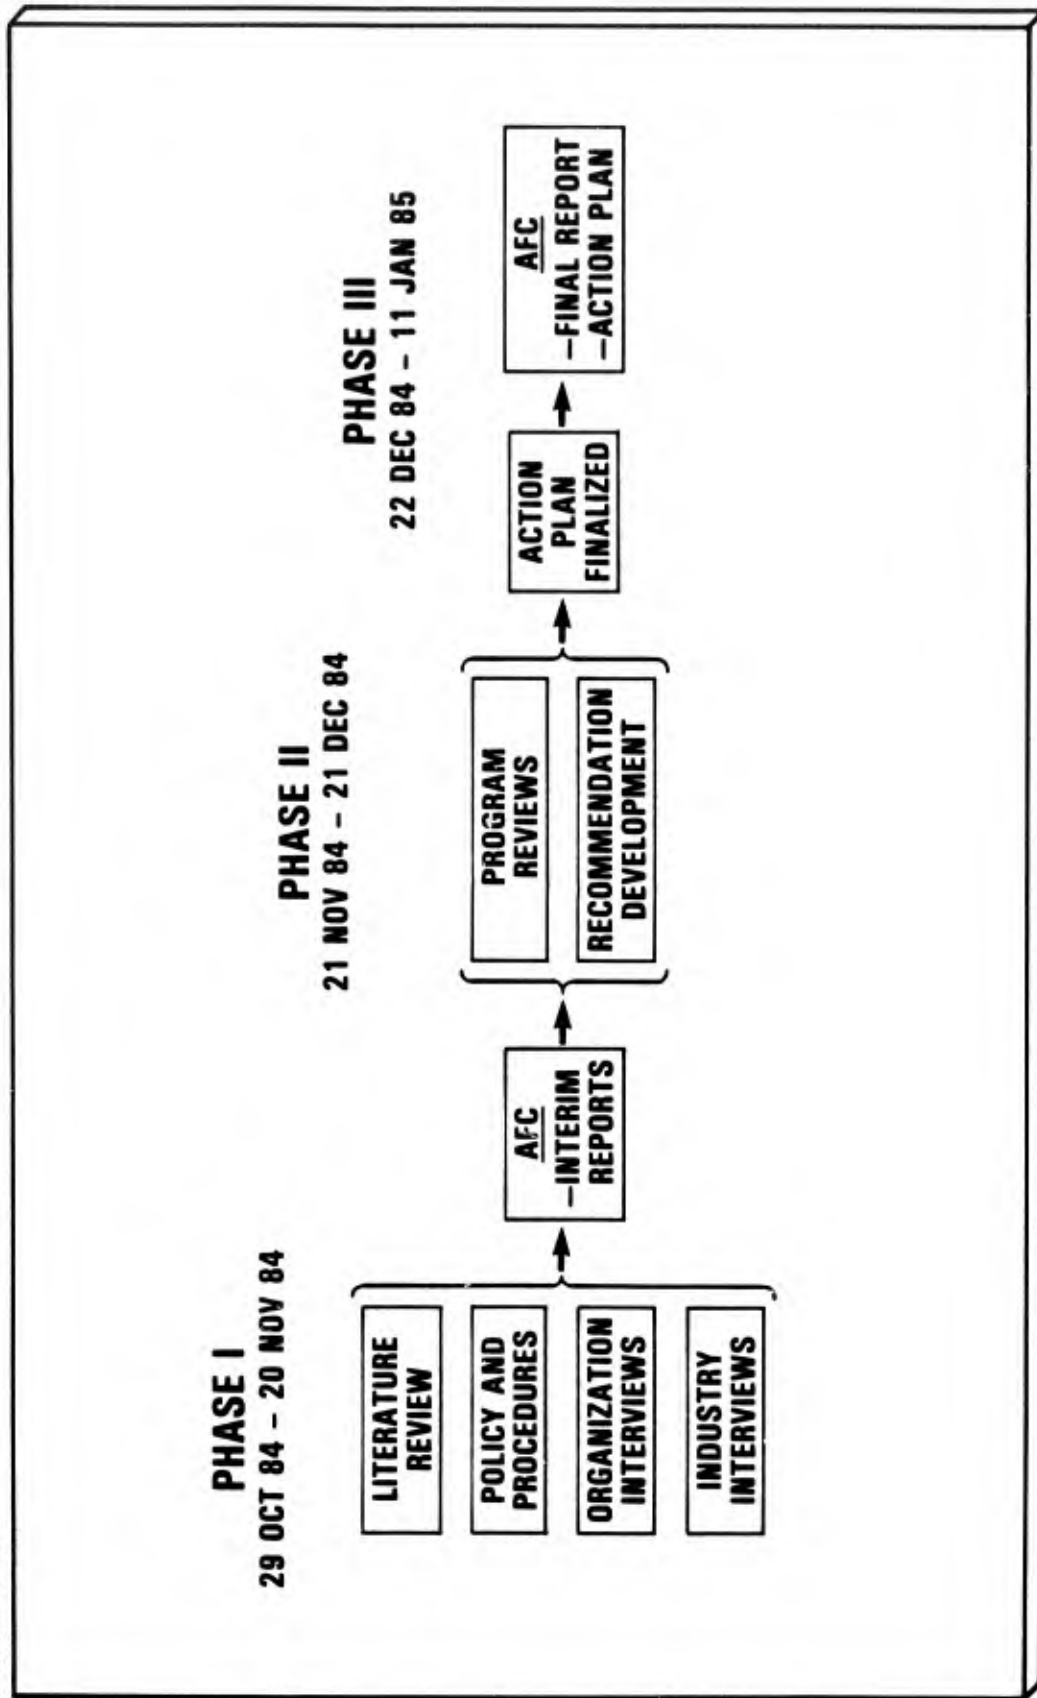 PHASE I
29 OCT 84 – 20 NOV 84
LITERATURE
REVIEW
POLICY AND
PROCEDURES
ORGANIZATION
INTERVIEWS
INDUSTRY
INTERVIEWS
AFC
–INTERIM
REPORTS
PHASE II
21 NOV 84 – 21 DEC 84
PROGRAM
REVIEWS
RECOMMENDATION
DEVELOPMENT
PHASE III
22 DEC 84 – 11 JAN 85
ACTION
PLAN
FINALIZED
AFC
–FINAL REPORT
–ACTION PLAN